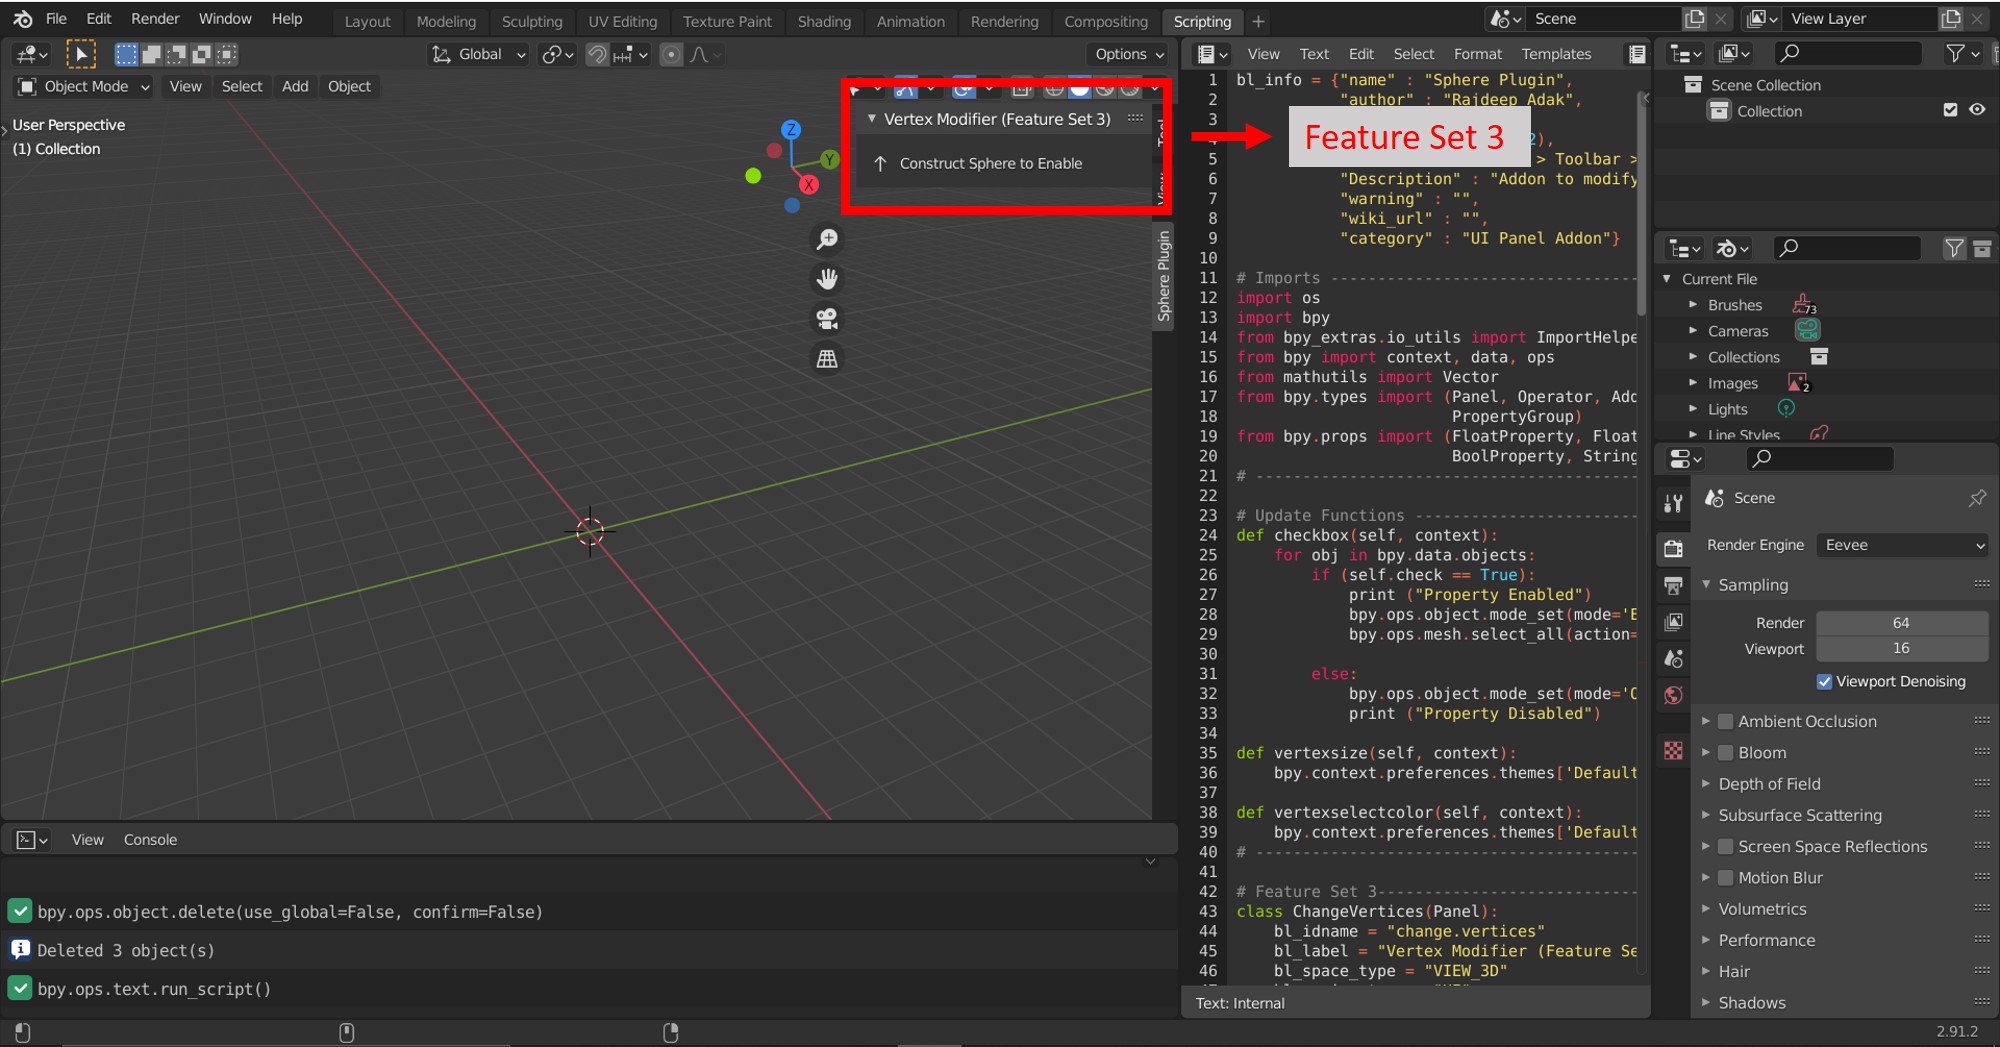 File Edit Render Window Help Layout Modeling Sculpting UV Editing Texture Paint Shading Animation Rendering Compositing Scripting + Scene View Layer
Global Options View Text Edit Select Format Templates
Object Mode View Select Add Object
User Perspective
(1) Collection
Z
Y
X
Vertex Modifier (Feature Set 3)
Construct Sphere to Enable
Tool
View
Sphere Plugin
Feature Set 3
1 bl_info = {"name" : "Sphere Plugin",
2 "author" : "Rajdeep Adak",
3
4 2),
5 > Toolbar >
6 "Description" : "Addon to modify
7 "warning" : "",
8 "wiki_url" : "",
9 "category" : "UI Panel Addon"}
10
11 # Imports ---------------------------------
12 import os
13 import bpy
14 from bpy_extras.io_utils import ImportHelpe
15 from bpy import context, data, ops
16 from mathutils import Vector
17 from bpy.types import (Panel, Operator, Add
18 PropertyGroup)
19 from bpy.props import (FloatProperty, Float
20 BoolProperty, String
21 # -----------------------------------------
22
23 # Update Functions ------------------------
24 def checkbox(self, context):
25 for obj in bpy.data.objects:
26 if (self.check == True):
27 print ("Property Enabled")
28 bpy.ops.object.mode_set(mode='E
29 bpy.ops.mesh.select_all(action=
30
31 else:
32 bpy.ops.object.mode_set(mode='O
33 print ("Property Disabled")
34
35 def vertexsize(self, context):
36 bpy.context.preferences.themes['Default
37
38 def vertexselectcolor(self, context):
39 bpy.context.preferences.themes['Default
40 # -----------------------------------------
41
42 # Feature Set 3----------------------------
43 class ChangeVertices(Panel):
44 bl_idname = "change.vertices"
45 bl_label = "Vertex Modifier (Feature Se
46 bl_space_type = "VIEW_3D"
Text: Internal
Scene Collection
Collection
Current File
Brushes 73
Cameras
Collections
Images 2
Lights
Line Styles
Scene
Render Engine Eevee
Sampling
Render 64
Viewport 16
Viewport Denoising
Ambient Occlusion
Bloom
Depth of Field
Subsurface Scattering
Screen Space Reflections
Motion Blur
Volumetrics
Performance
Hair
Shadows
View Console
bpy.ops.object.delete(use_global=False, confirm=False)
Deleted 3 object(s)
bpy.ops.text.run_script()
2.91.2